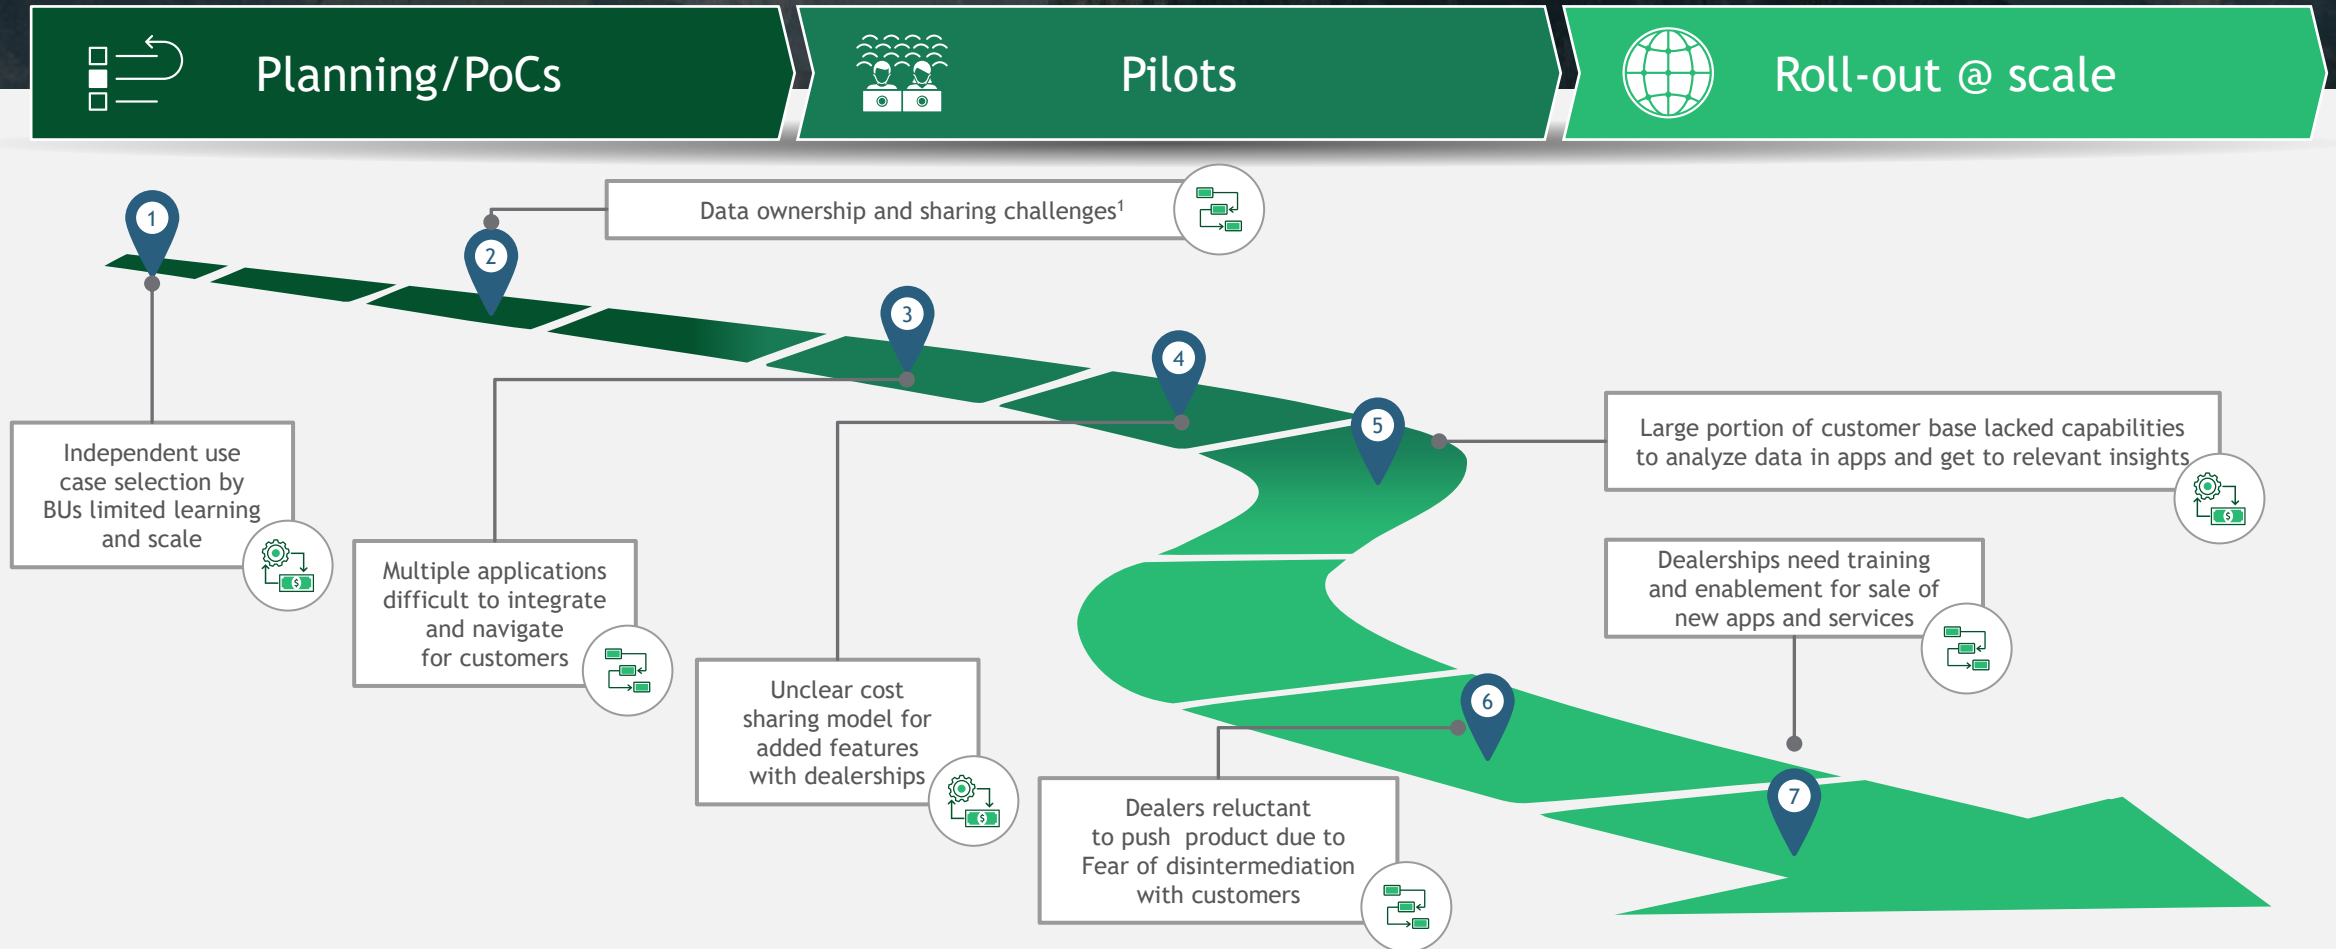 Planning/PoCs
Pilots
Roll-out @ scale
1
Independent use
case selection by
BUs limited learning
and scale
$
2
Data ownership and sharing challenges¹
3
Multiple applications
difficult to integrate
and navigate
for customers
4
Unclear cost
sharing model for
added features
with dealerships
$
5
Large portion of customer base lacked capabilities
to analyze data in apps and get to relevant insights
$
6
Dealers reluctant
to push product due to
Fear of disintermediation
with customers
7
Dealerships need training
and enablement for sale of
new apps and services